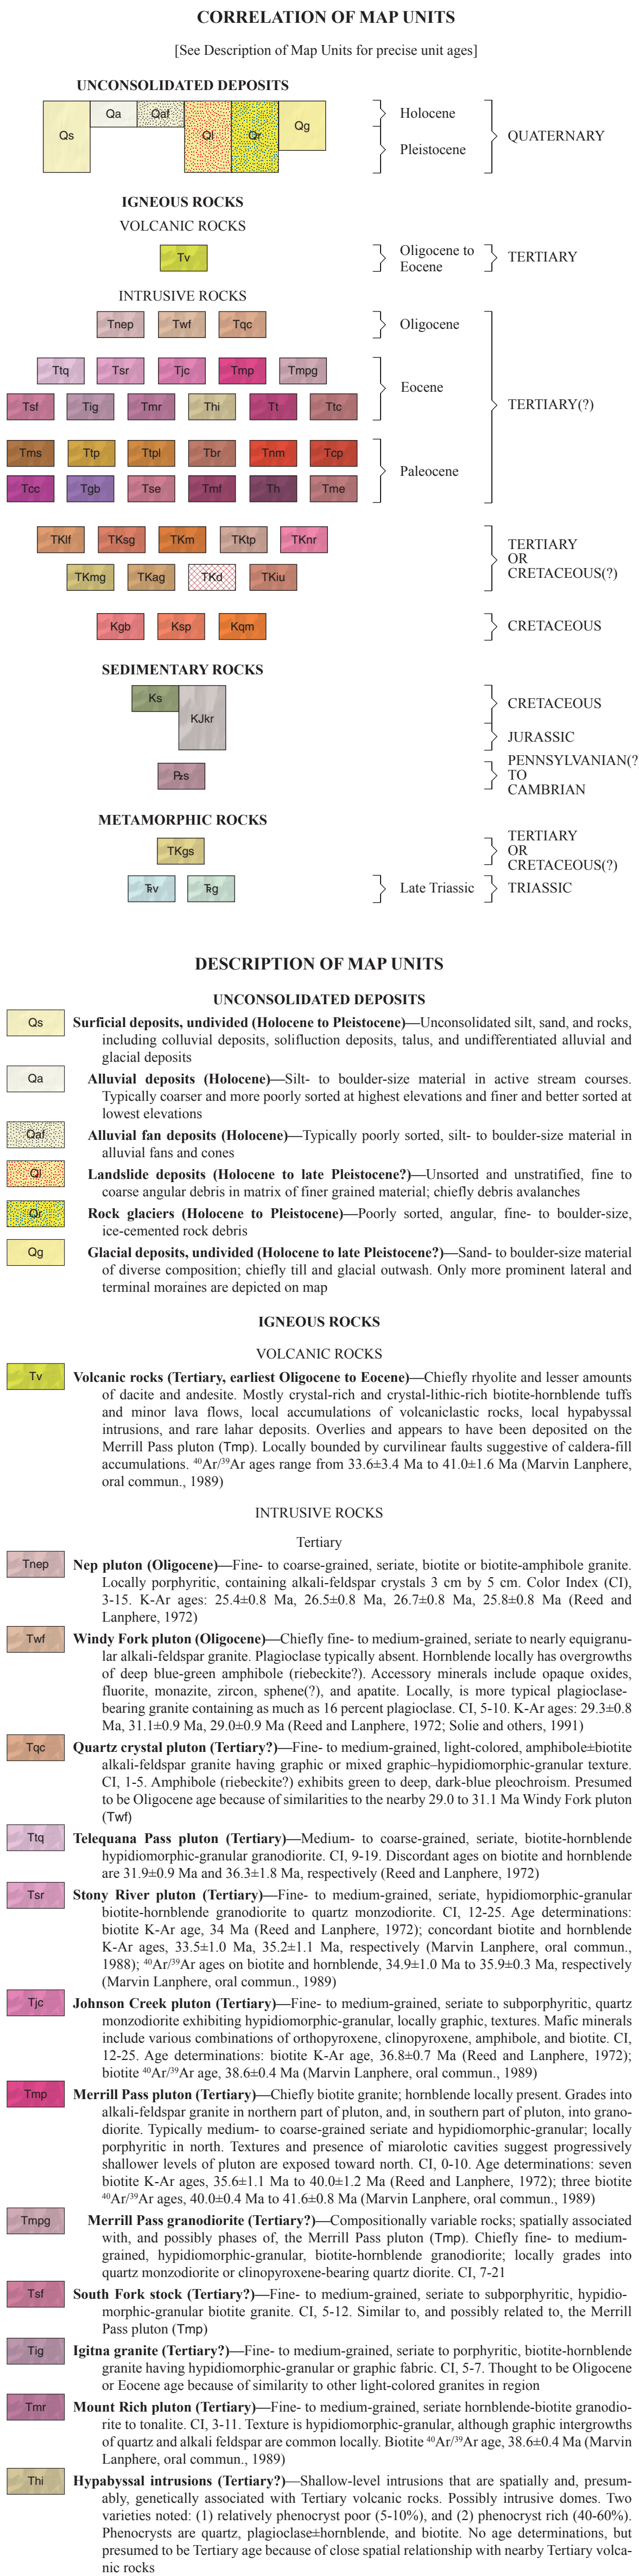 CORRELATION OF MAP UNITS
[See Description of Map Units for precise unit ages]
UNCONSOLIDATED DEPOSITS
Qs
Qa
Qaf
Ql
Qr
Qg
Holocene
Pleistocene
QUATERNARY
IGNEOUS ROCKS
VOLCANIC ROCKS
Tv
Oligocene to
Eocene
TERTIARY
INTRUSIVE ROCKS
Tnep
Twf
Tqc
Oligocene
Ttq
Tsr
Tjc
Tmp
Tmpg
Tsf
Tig
Tmr
Thi
Tt
Ttc
Eocene
TERTIARY(?)
Tms
Ttp
Ttpl
Tbr
Tnm
Tcp
Tcc
Tgb
Tse
Tmf
Th
Tme
Paleocene
TKlf
TKsg
TKm
TKtp
TKnr
TKmg
TKag
TKd
TKiu
TERTIARY
OR
CRETACEOUS(?)
Kgb
Ksp
Kqm
CRETACEOUS
SEDIMENTARY ROCKS
Ks
KJkr
CRETACEOUS
JURASSIC
Pzs
PENNSYLVANIAN(?
TO
CAMBRIAN
METAMORPHIC ROCKS
TKgs
TERTIARY
OR
CRETACEOUS(?)
T̶v
T̶g
Late Triassic
TRIASSIC
DESCRIPTION OF MAP UNITS
UNCONSOLIDATED DEPOSITS
Qs
Surficial deposits, undivided (Holocene to Pleistocene)—Unconsolidated silt, sand, and rocks,
including colluvial deposits, solifluction deposits, talus, and undifferentiated alluvial and
glacial deposits
Qa
Alluvial deposits (Holocene)—Silt- to boulder-size material in active stream courses.
Typically coarser and more poorly sorted at highest elevations and finer and better sorted at
lowest elevations
Qaf
Alluvial fan deposits (Holocene)—Typically poorly sorted, silt- to boulder-size material in
alluvial fans and cones
Ql
Landslide deposits (Holocene to late Pleistocene?)—Unsorted and unstratified, fine to
coarse angular debris in matrix of finer grained material; chiefly debris avalanches
Qr
Rock glaciers (Holocene to Pleistocene)—Poorly sorted, angular, fine- to boulder-size,
ice-cemented rock debris
Qg
Glacial deposits, undivided (Holocene to late Pleistocene?)—Sand- to boulder-size material
of diverse composition; chiefly till and glacial outwash. Only more prominent lateral and
terminal moraines are depicted on map
IGNEOUS ROCKS
VOLCANIC ROCKS
Tv
Volcanic rocks (Tertiary, earliest Oligocene to Eocene)—Chiefly rhyolite and lesser amounts
of dacite and andesite. Mostly crystal-rich and crystal-lithic-rich biotite-hornblende tuffs
and minor lava flows, local accumulations of volcaniclastic rocks, local hypabyssal
intrusions, and rare lahar deposits. Overlies and appears to have been deposited on the
Merrill Pass pluton (Tmp). Locally bounded by curvilinear faults suggestive of caldera-fill
accumulations. ⁴⁰Ar/³⁹Ar ages range from 33.6±3.4 Ma to 41.0±1.6 Ma (Marvin Lanphere,
oral commun., 1989)
INTRUSIVE ROCKS
Tertiary
Tnep
Nep pluton (Oligocene)—Fine- to coarse-grained, seriate, biotite or biotite-amphibole granite.
Locally porphyritic, containing alkali-feldspar crystals 3 cm by 5 cm. Color Index (CI),
3-15. K-Ar ages: 25.4±0.8 Ma, 26.5±0.8 Ma, 26.7±0.8 Ma, 25.8±0.8 Ma (Reed and
Lanphere, 1972)
Twf
Windy Fork pluton (Oligocene)—Chiefly fine- to medium-grained, seriate to nearly equigranu-
lar alkali-feldspar granite. Plagioclase typically absent. Hornblende locally has overgrowths
of deep blue-green amphibole (riebeckite?). Accessory minerals include opaque oxides,
fluorite, monazite, zircon, sphene(?), and apatite. Locally, is more typical plagioclase-
bearing granite containing as much as 16 percent plagioclase. CI, 5-10. K-Ar ages: 29.3±0.8
Ma, 31.1±0.9 Ma, 29.0±0.9 Ma (Reed and Lanphere, 1972; Solie and others, 1991)
Tqc
Quartz crystal pluton (Tertiary?)—Fine- to medium-grained, light-colored, amphibole±biotite
alkali-feldspar granite having graphic or mixed graphic–hypidiomorphic-granular texture.
CI, 1-5. Amphibole (riebeckite?) exhibits green to deep, dark-blue pleochroism. Presumed
to be Oligocene age because of similarities to the nearby 29.0 to 31.1 Ma Windy Fork pluton
(Twf)
Ttq
Telequana Pass pluton (Tertiary)—Medium- to coarse-grained, seriate, biotite-hornblende
hypidiomorphic-granular granodiorite. CI, 9-19. Discordant ages on biotite and hornblende
are 31.9±0.9 Ma and 36.3±1.8 Ma, respectively (Reed and Lanphere, 1972)
Tsr
Stony River pluton (Tertiary)—Fine- to medium-grained, seriate, hypidiomorphic-granular
biotite-hornblende granodiorite to quartz monzodiorite. CI, 12-25. Age determinations:
biotite K-Ar age, 34 Ma (Reed and Lanphere, 1972); concordant biotite and hornblende
K-Ar ages, 33.5±1.0 Ma, 35.2±1.1 Ma, respectively (Marvin Lanphere, oral commun.,
1988); ⁴⁰Ar/³⁹Ar ages on biotite and hornblende, 34.9±1.0 Ma to 35.9±0.3 Ma, respectively
(Marvin Lanphere, oral commun., 1989)
Tjc
Johnson Creek pluton (Tertiary)—Fine- to medium-grained, seriate to subporphyritic, quartz
monzodiorite exhibiting hypidiomorphic-granular, locally graphic, textures. Mafic minerals
include various combinations of orthopyroxene, clinopyroxene, amphibole, and biotite. CI,
12-25. Age determinations: biotite K-Ar age, 36.8±0.7 Ma (Reed and Lanphere, 1972);
biotite ⁴⁰Ar/³⁹Ar age, 38.6±0.4 Ma (Marvin Lanphere, oral commun., 1989)
Tmp
Merrill Pass pluton (Tertiary)—Chiefly biotite granite; hornblende locally present. Grades into
alkali-feldspar granite in northern part of pluton, and, in southern part of pluton, into grano-
diorite. Typically medium- to coarse-grained seriate and hypidiomorphic-granular; locally
porphyritic in north. Textures and presence of miarolotic cavities suggest progressively
shallower levels of pluton are exposed toward north. CI, 0-10. Age determinations: seven
biotite K-Ar ages, 35.6±1.1 Ma to 40.0±1.2 Ma (Reed and Lanphere, 1972); three biotite
⁴⁰Ar/³⁹Ar ages, 40.0±0.4 Ma to 41.6±0.8 Ma (Marvin Lanphere, oral commun., 1989)
Tmpg
Merrill Pass granodiorite (Tertiary?)—Compositionally variable rocks; spatially associated
with, and possibly phases of, the Merrill Pass pluton (Tmp). Chiefly fine- to medium-
grained, hypidiomorphic-granular, biotite-hornblende granodiorite; locally grades into
quartz monzodiorite or clinopyroxene-bearing quartz diorite. CI, 7-21
Tsf
South Fork stock (Tertiary?)—Fine- to medium-grained, seriate to subporphyritic, hypidio-
morphic-granular biotite granite. CI, 5-12. Similar to, and possibly related to, the Merrill
Pass pluton (Tmp)
Tig
Igitna granite (Tertiary?)—Fine- to medium-grained, seriate to porphyritic, biotite-hornblende
granite having hypidiomorphic-granular or graphic fabric. CI, 5-7. Thought to be Oligocene
or Eocene age because of similarity to other light-colored granites in region
Tmr
Mount Rich pluton (Tertiary)—Fine- to medium-grained, seriate hornblende-biotite granodio-
rite to tonalite. CI, 3-11. Texture is hypidiomorphic-granular, although graphic intergrowths
of quartz and alkali feldspar are common locally. Biotite ⁴⁰Ar/³⁹Ar age, 38.6±0.4 Ma (Marvin
Lanphere, oral commun., 1989)
Thi
Hypabyssal intrusions (Tertiary?)—Shallow-level intrusions that are spatially and, presum-
ably, genetically associated with Tertiary volcanic rocks. Possibly intrusive domes. Two
varieties noted: (1) relatively phenocryst poor (5-10%), and (2) phenocryst rich (40-60%).
Phenocrysts are quartz, plagioclase±hornblende, and biotite. No age determinations, but
presumed to be Tertiary age because of close spatial relationship with nearby Tertiary volca-
nic rocks